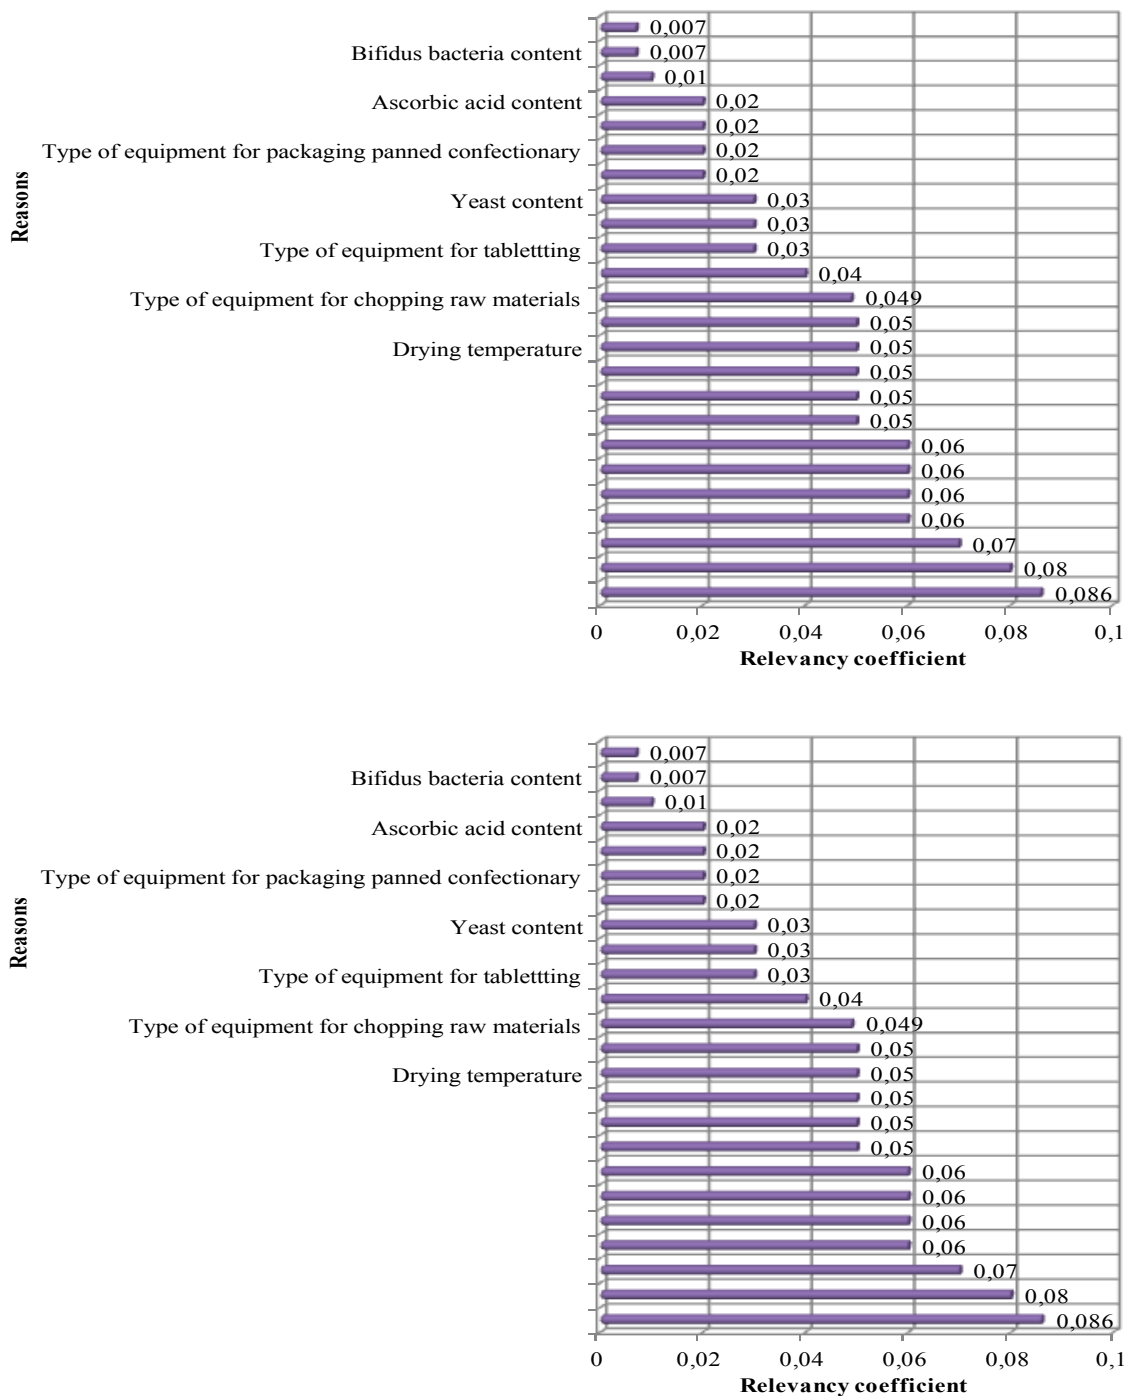 0,007
Bifidus bacteria content 0,007
0,01
Ascorbic acid content 0,02
0,02
Type of equipment for packaging panned confectionary 0,02
0,02
Yeast content 0,03
0,03
Type of equipment for tablettting 0,03
0,04
Type of equipment for chopping raw materials 0,049
0,05
Drying temperature 0,05
0,05
0,05
0,05
0,06
0,06
0,06
0,06
0,07
0,08
0,086
Reasons
0 0,02 0,04 0,06 0,08 0,1
Relevancy coefficient
0,007
Bifidus bacteria content 0,007
0,01
Ascorbic acid content 0,02
0,02
Type of equipment for packaging panned confectionary 0,02
0,02
Yeast content 0,03
0,03
Type of equipment for tablettting 0,03
0,04
Type of equipment for chopping raw materials 0,049
0,05
Drying temperature 0,05
0,05
0,05
0,05
0,06
0,06
0,06
0,06
0,07
0,08
0,086
Reasons
0 0,02 0,04 0,06 0,08 0,1
Relevancy coefficient